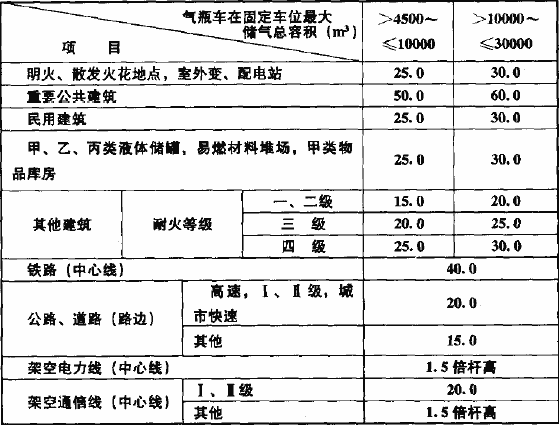 气瓶车在固定车位最大
储气总容积(m³)
项 目
>4500~
≤10000
>10000~
≤30000
明火、散发火花地点,室外变、配电站 25.0 30.0
重要公共建筑 50.0 60.0
民用建筑 25.0 30.0
甲、乙、丙类液体储罐,易燃材料堆场,甲类物
品库房 25.0 30.0
其他建筑 耐火等级 一、二级 15.0 20.0
三 级 20.0 25.0
四 级 25.0 30.0
铁路(中心线) 40.0
公路、道路(路边) 高速,Ⅰ、Ⅱ级,城
市快速 20.0
其他 15.0
架空电力线(中心线) 1.5倍杆高
架空通信线(中心线) Ⅰ、Ⅱ级 20.0
其他 1.5倍杆高